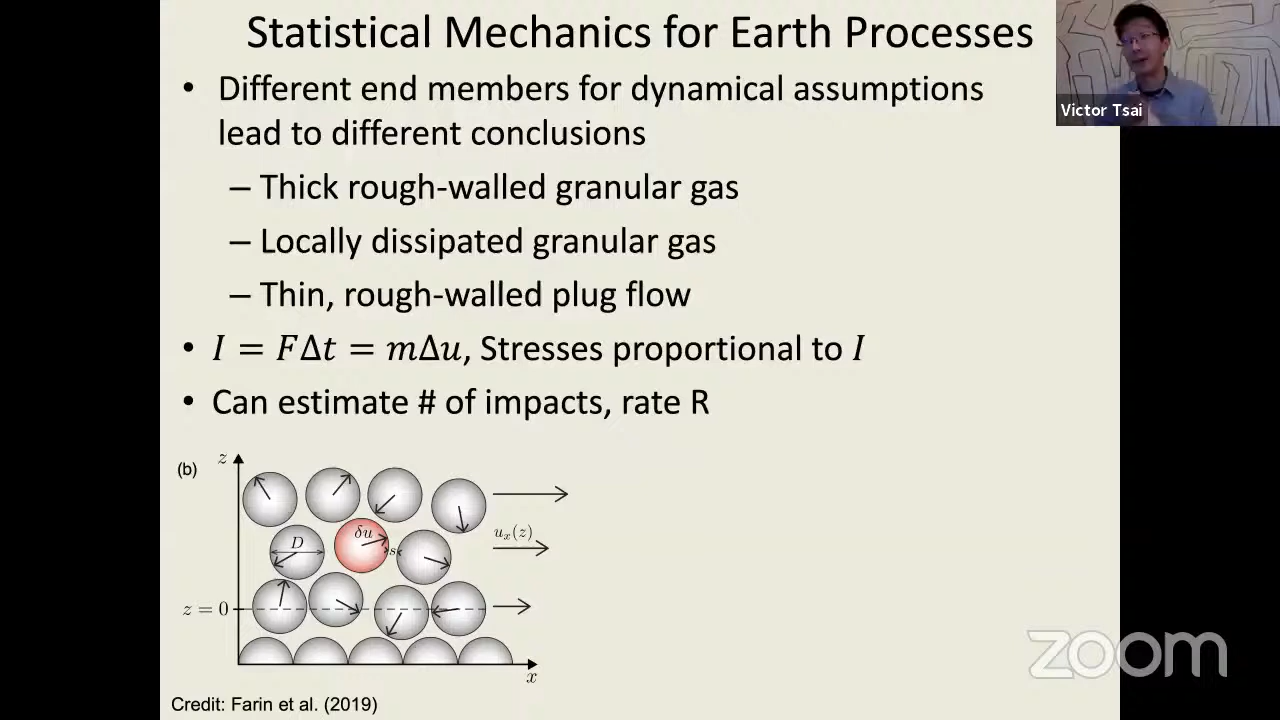 Statistical Mechanics for Earth Processes
• Different end members for dynamical assumptions
lead to different conclusions
– Thick rough-walled granular gas
– Locally dissipated granular gas
– Thin, rough-walled plug flow
• I = FΔt = mΔu, Stresses proportional to I
• Can estimate # of impacts, rate R
(b)
z
δu
D
s
u_x(z)
z = 0
x
Credit: Farin et al. (2019)
Victor Tsai
zoom